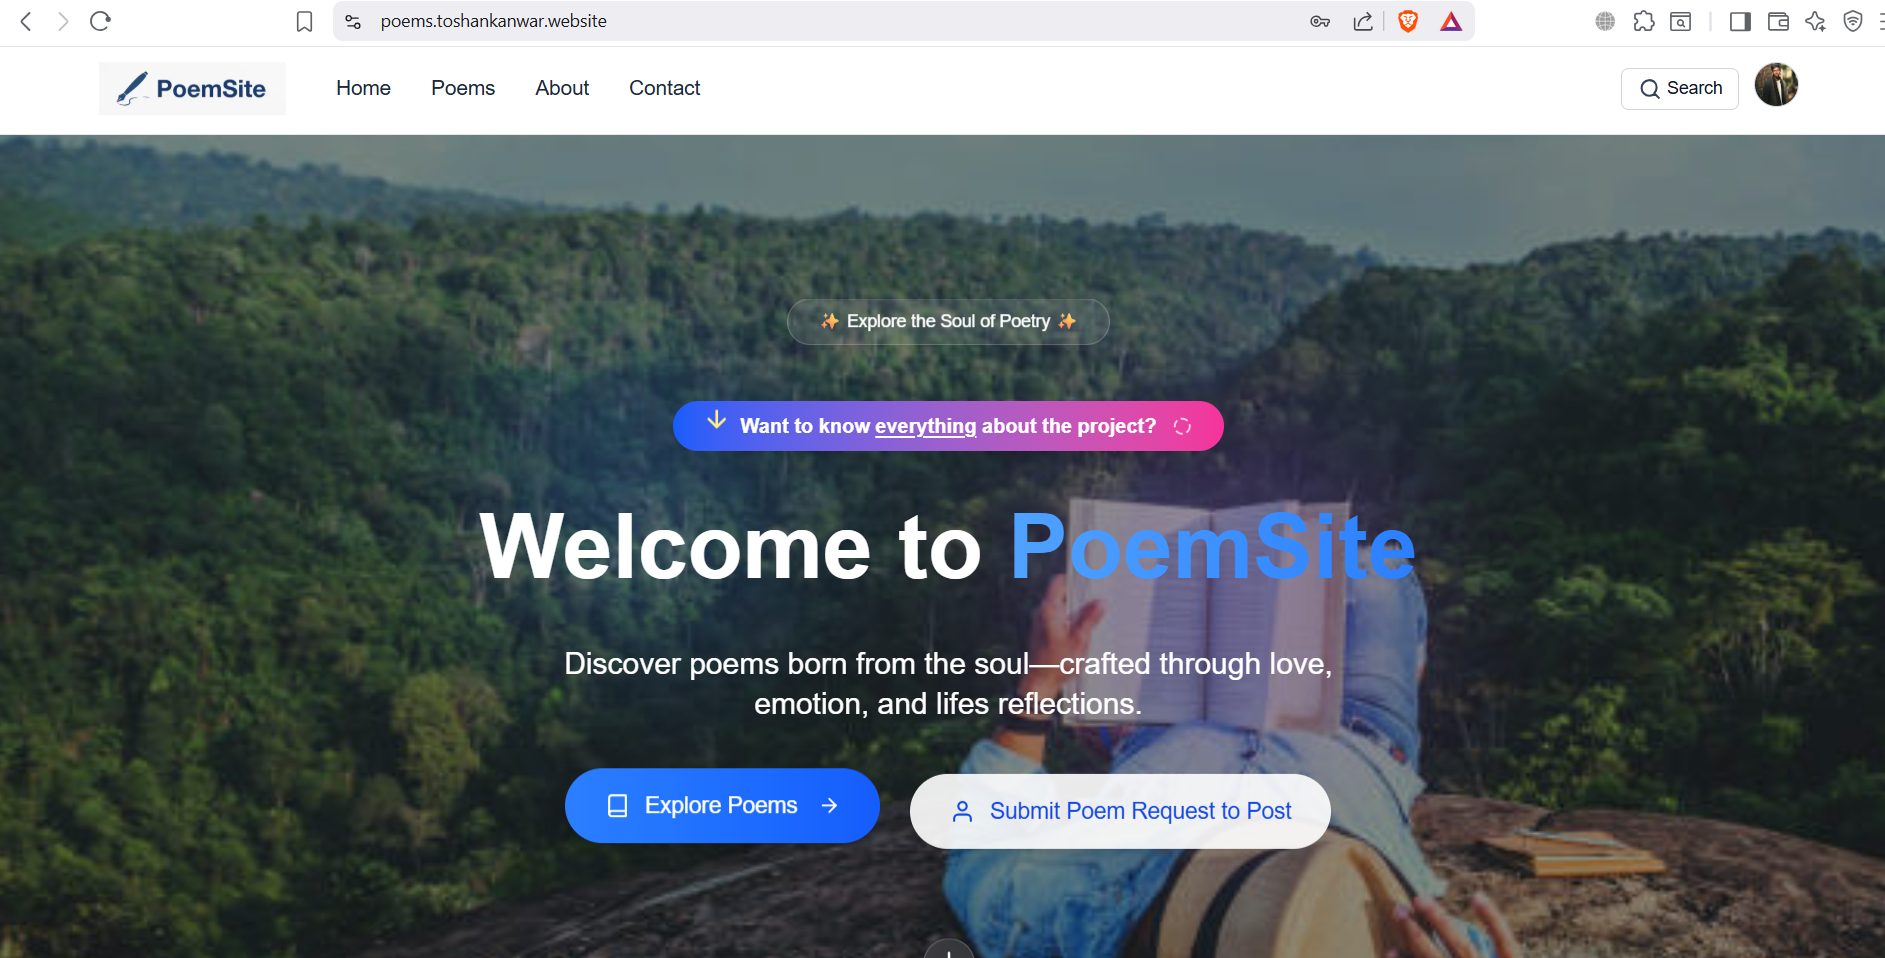 poems.toshankanwar.website
PoemSite
Home
Poems
About
Contact
Search
✨ Explore the Soul of Poetry ✨
Want to know everything about the project?
Welcome to PoemSite
Discover poems born from the soul—crafted through love,
emotion, and lifes reflections.
Explore Poems
Submit Poem Request to Post